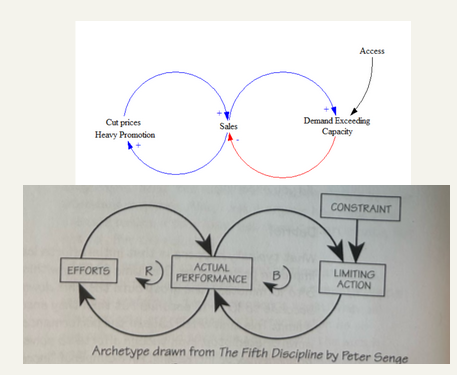 Access
+
+
Cut prices
Heavy Promotion
Sales
Demand Exceeding
Capacity
+
-
CONSTRAINT
EFFORTS
R
ACTUAL
PERFORMANCE
B
LIMITING
ACTION
Archetype drawn from The Fifth Discipline by Peter Senge